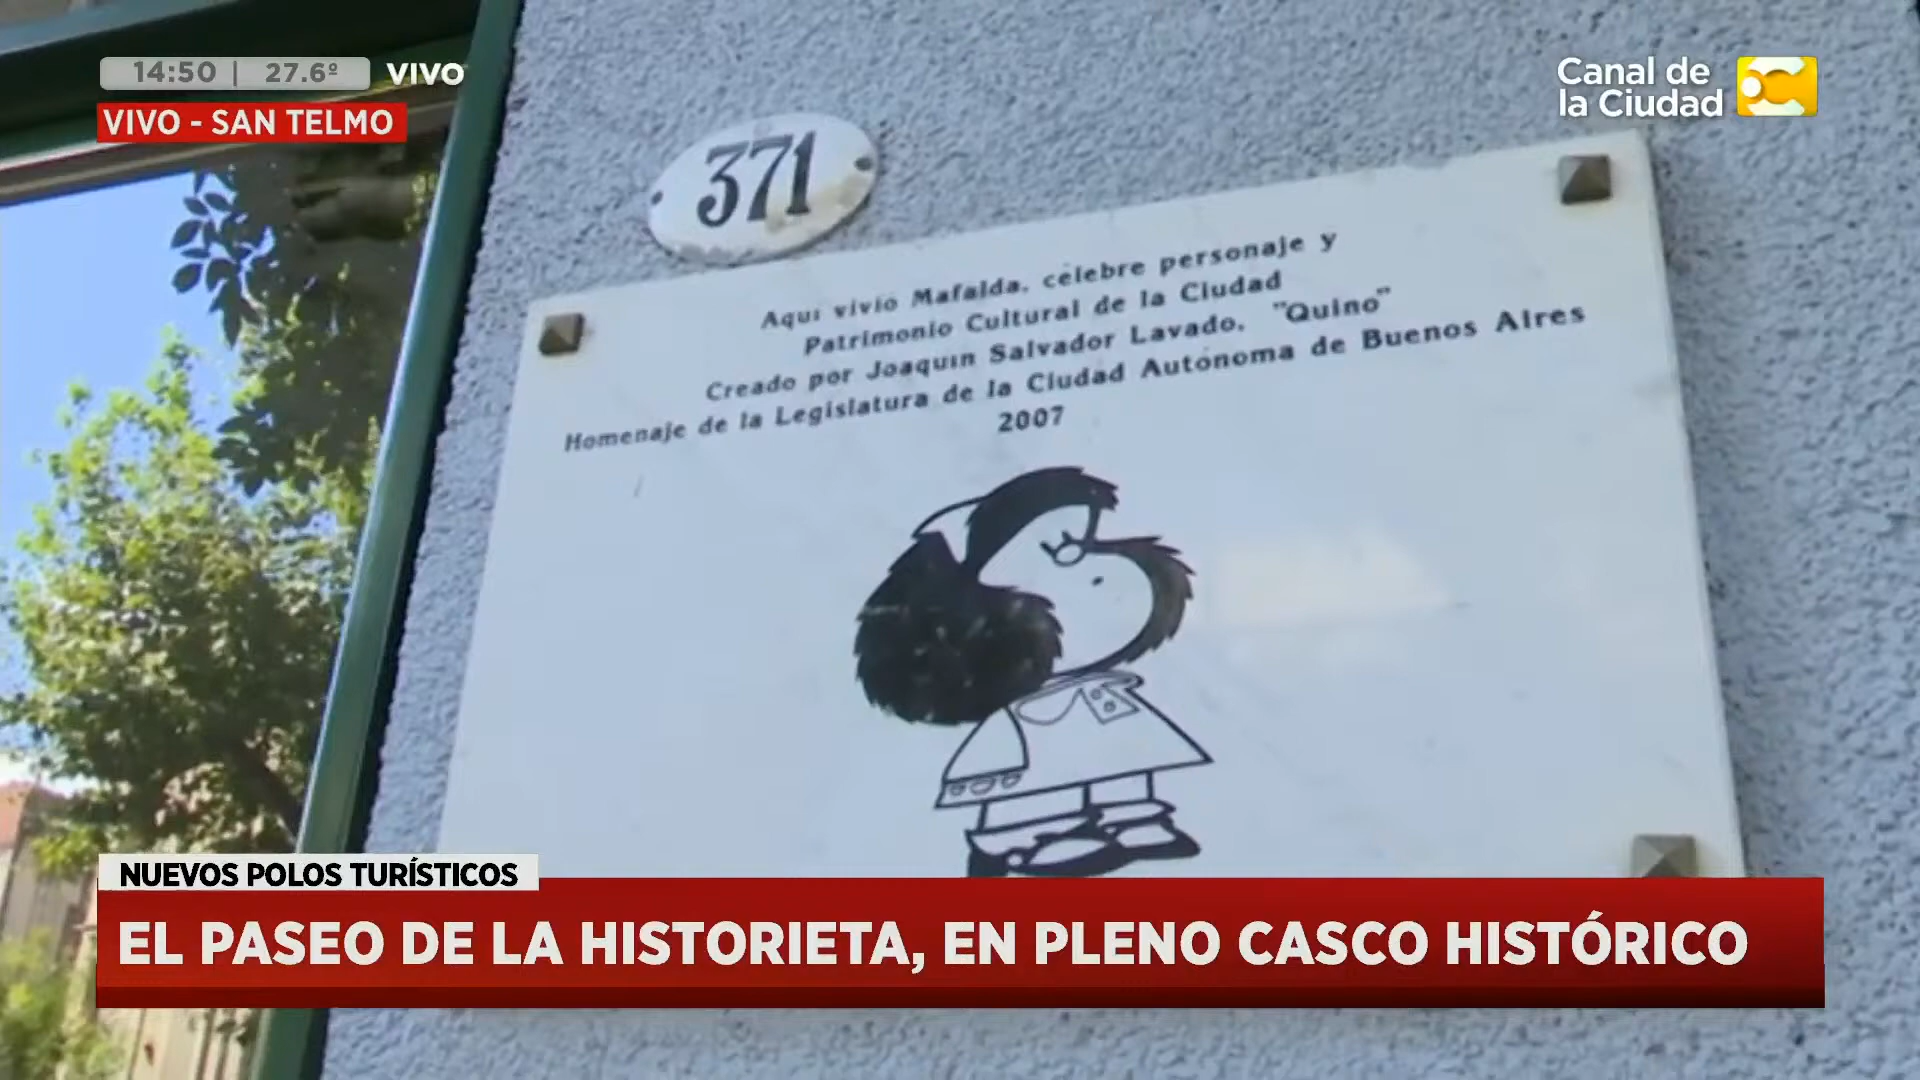 14:50 | 27.6º VIVO
VIVO - SAN TELMO
Canal de
la Ciudad
371
Aquí vivió Mafalda, célebre personaje y
Patrimonio Cultural de la Ciudad
Creado por Joaquín Salvador Lavado, "Quino"
Homenaje de la Legislatura de la Ciudad Autónoma de Buenos Aires
2007
NUEVOS POLOS TURÍSTICOS
EL PASEO DE LA HISTORIETA, EN PLENO CASCO HISTÓRICO